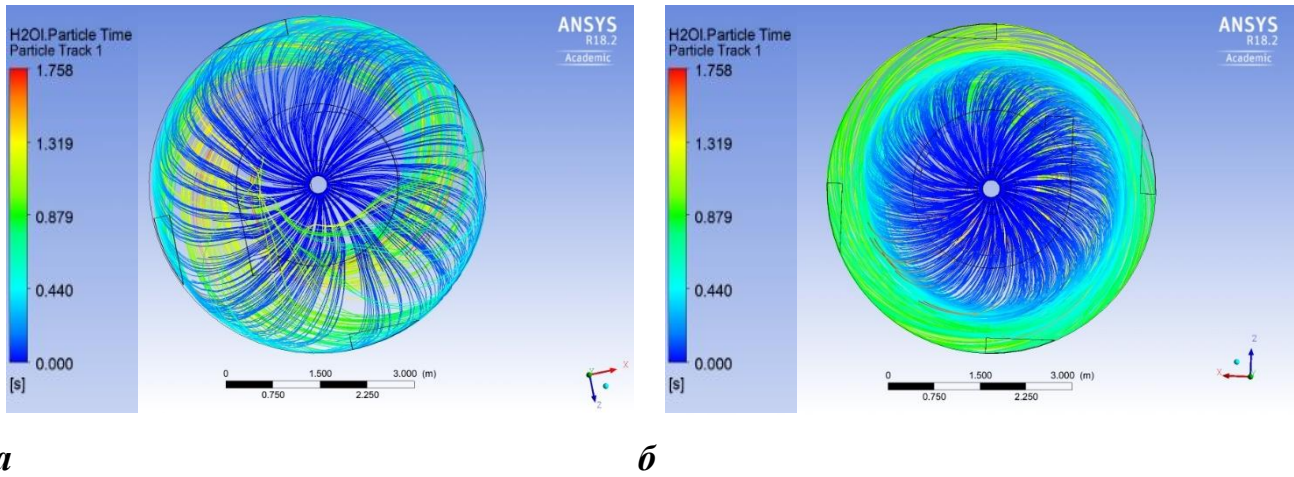 H2Ol.Particle Time
Particle Track 1
1.758
1.319
0.879
0.440
0.000
[s]
ANSYS
R18.2
Academic
0
1.500
3.000 (m)
0.750
2.250
X
Y
Z
H2Ol.Particle Time
Particle Track 1
1.758
1.319
0.879
0.440
0.000
[s]
ANSYS
R18.2
Academic
0
1.500
3.000 (m)
0.750
2.250
Z
X
Y
а
б